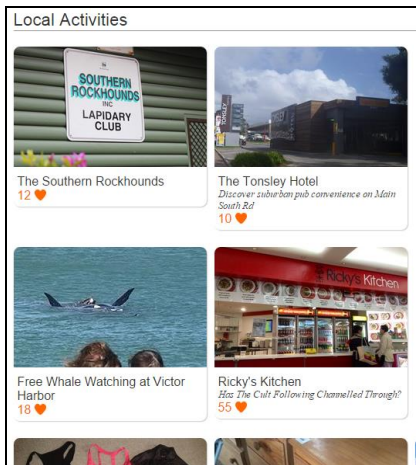 Local Activities
SOUTHERN
ROCKHOUNDS
INC
LAPIDARY
CLUB
The Southern Rockhounds
12
TONSLEY
The Tonsley Hotel
Discover suburban pub convenience on Main
South Rd
10
Free Whale Watching at Victor
Harbor
18
Ricky's Kitchen
Ricky's Kitchen
Has The Cult Following Channelled Through?
55